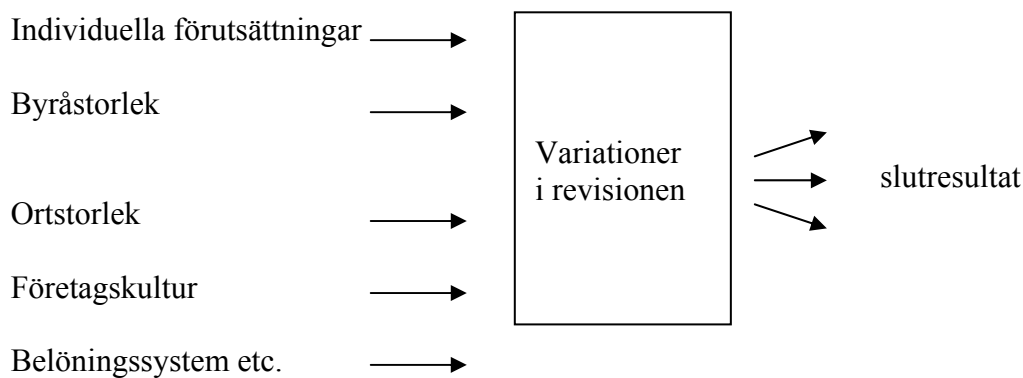 Individuella förutsättningar
Byråstorlek
Ortstorlek
Företagskultur
Belöningssystem etc.
Variationer
i revisionen
slutresultat